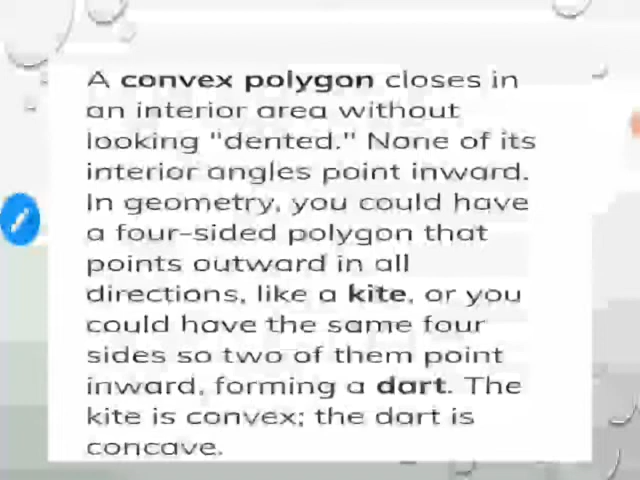 A convex polygon closes in
an interior area without
looking "dented." None of its
interior angles point inward.
In geometry, you could have
a four-sided polygon that
points outward in all
directions, like a kite, or you
could have the same four
sides so two of them point
inward, forming a dart. The
kite is convex; the dart is
concave.